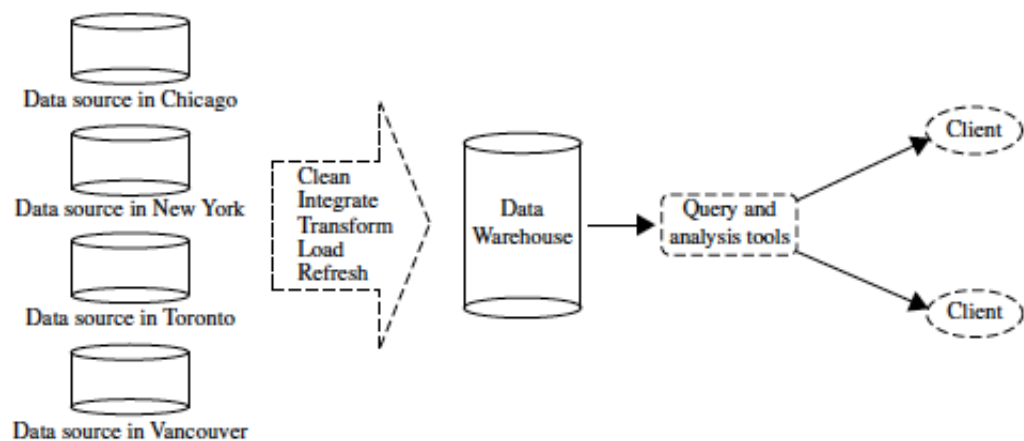 Data source in Chicago
Data source in New York
Data source in Toronto
Data source in Vancouver
Clean
Integrate
Transform
Load
Refresh
Data
Warehouse
Query and
analysis tools
Client
Client